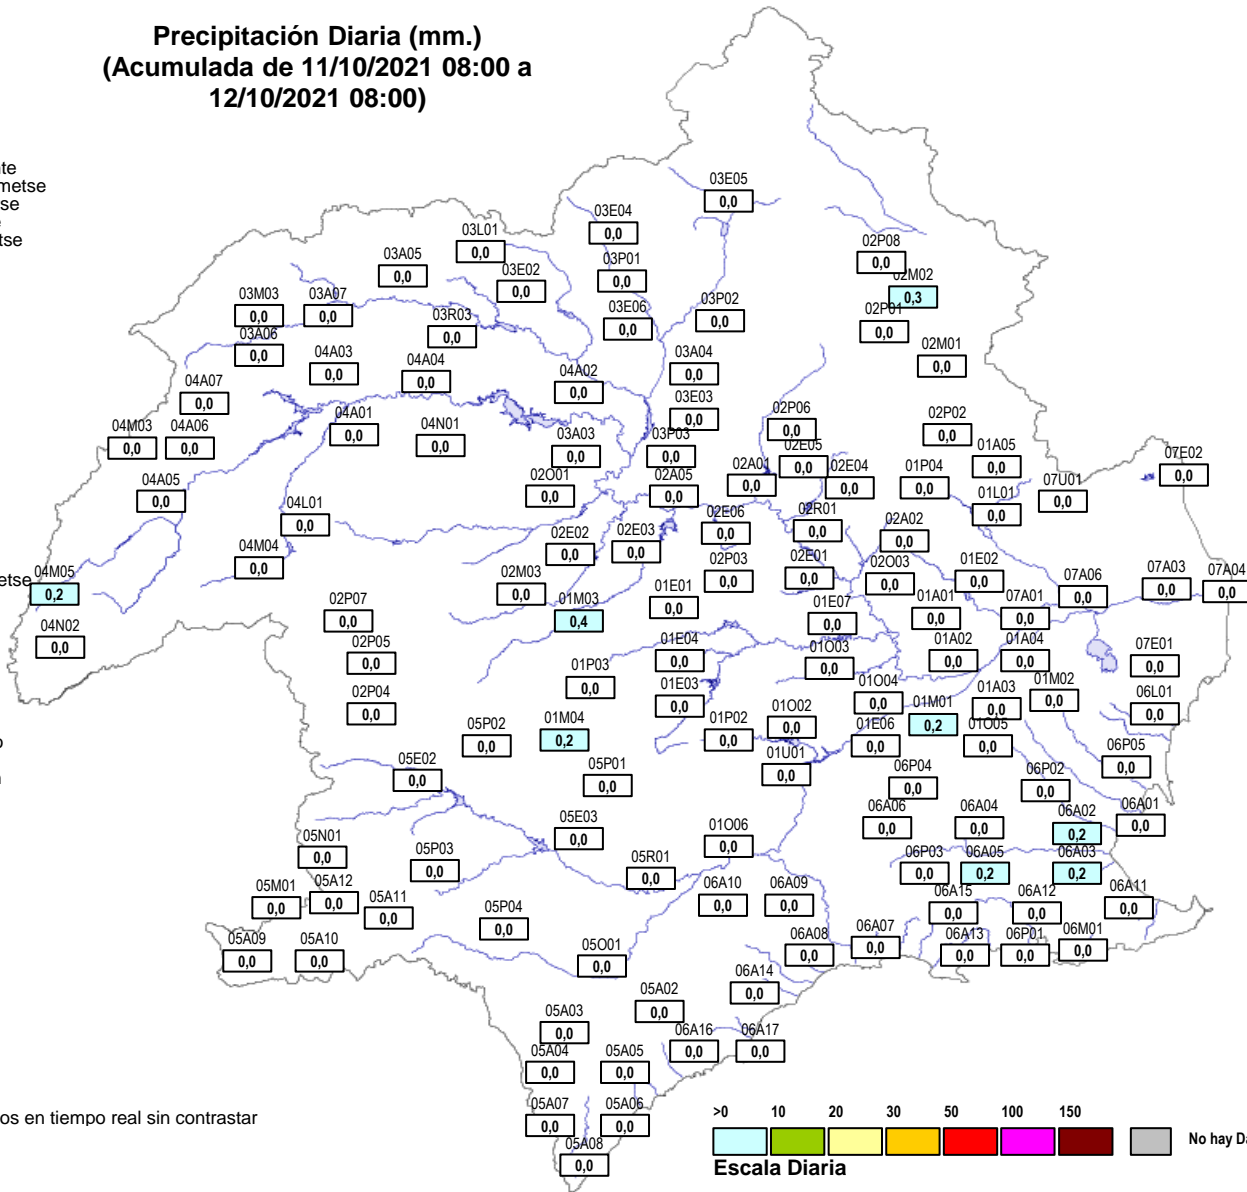 Precipitación Diaria (mm.)
(Acumulada de 11/10/2021 08:00 a
12/10/2021 08:00)
03E05
0,0
03E04
0,0
03L01
0,0
03A05
0,0
03P01
0,0
03E02
0,0
02P08
0,0
02M02
0,3
03M03
0,0
03A07
0,0
03R03
0,0
03E06
0,0
03P02
0,0
02P01
0,0
03A06
0,0
04A03
0,0
04A04
0,0
04A02
0,0
03A04
0,0
02M01
0,0
04A07
0,0
03E03
0,0
04M03
0,0
04A06
0,0
04A01
0,0
04N01
0,0
03A03
0,0
03P03
0,0
02P06
0,0
02P02
0,0
02E05
0,0
01A05
0,0
07E02
0,0
04A05
0,0
02O01
0,0
02A05
0,0
02A01
0,0
02E04
0,0
01P04
0,0
01L01
0,0
07U01
0,0
04L01
0,0
02E06
0,0
02R01
0,0
02A02
0,0
04M04
0,0
02E02
0,0
02E03
0,0
04M05
0,2
02M03
0,0
02P03
0,0
02E01
0,0
02O03
0,0
01E02
0,0
07A06
0,0
07A03
0,0
07A04
0,0
04N02
0,0
02P07
0,0
01M03
0,4
01E01
0,0
01E07
0,0
01A01
0,0
07A01
0,0
02P05
0,0
01E04
0,0
01O03
0,0
01A02
0,0
01A04
0,0
07E01
0,0
01P03
0,0
02P04
0,0
01E03
0,0
01O04
0,0
01M01
0,2
01A03
0,0
01M02
0,0
06L01
0,0
05P02
0,0
01M04
0,2
01P02
0,0
01O02
0,0
01E06
0,0
01O05
0,0
05E02
0,0
05P01
0,0
01U01
0,0
06P04
0,0
06P02
0,0
06P05
0,0
05E03
0,0
01O06
0,0
06A06
0,0
06A04
0,0
06A02
0,2
06A01
0,0
05N01
0,0
05P03
0,0
05R01
0,0
06P03
0,0
06A05
0,2
06A03
0,2
05M01
0,0
05A12
0,0
05A11
0,0
05P04
0,0
06A10
0,0
06A09
0,0
06A15
0,0
06A12
0,0
06A11
0,0
05A09
0,0
05A10
0,0
05O01
0,0
06A08
0,0
06A07
0,0
06A13
0,0
06P01
0,0
06M01
0,0
06A14
0,0
05A02
0,0
05A03
0,0
06A16
0,0
06A17
0,0
05A04
0,0
05A05
0,0
05A07
0,0
05A06
0,0
05A08
0,0
os en tiempo real sin contrastar
>0 10 20 30 50 100 150
No hay
Escala Diaria